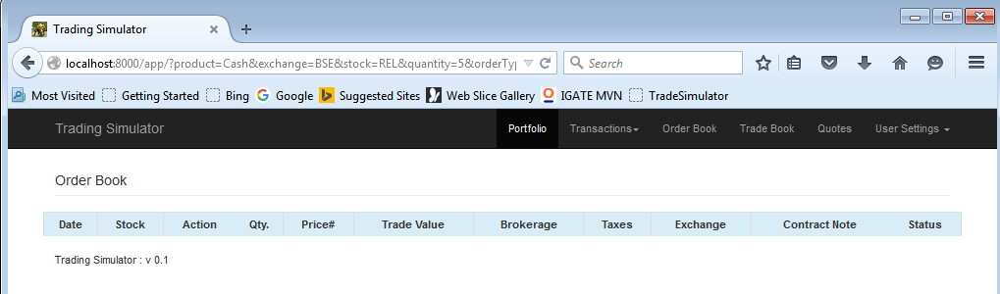 Trading Simulator
localhost:8000/app/?product=Cash&exchange=BSE&stock=REL&quantity=5&orderTy
Search
Most Visited Getting Started Bing Google Suggested Sites Web Slice Gallery IGATE MVN TradeSimulator
Trading Simulator Portfolio Transactions Order Book Trade Book Quotes User Settings
Order Book
Date Stock Action Qty. Price# Trade Value Brokerage Taxes Exchange Contract Note Status
Trading Simulator : v 0.1